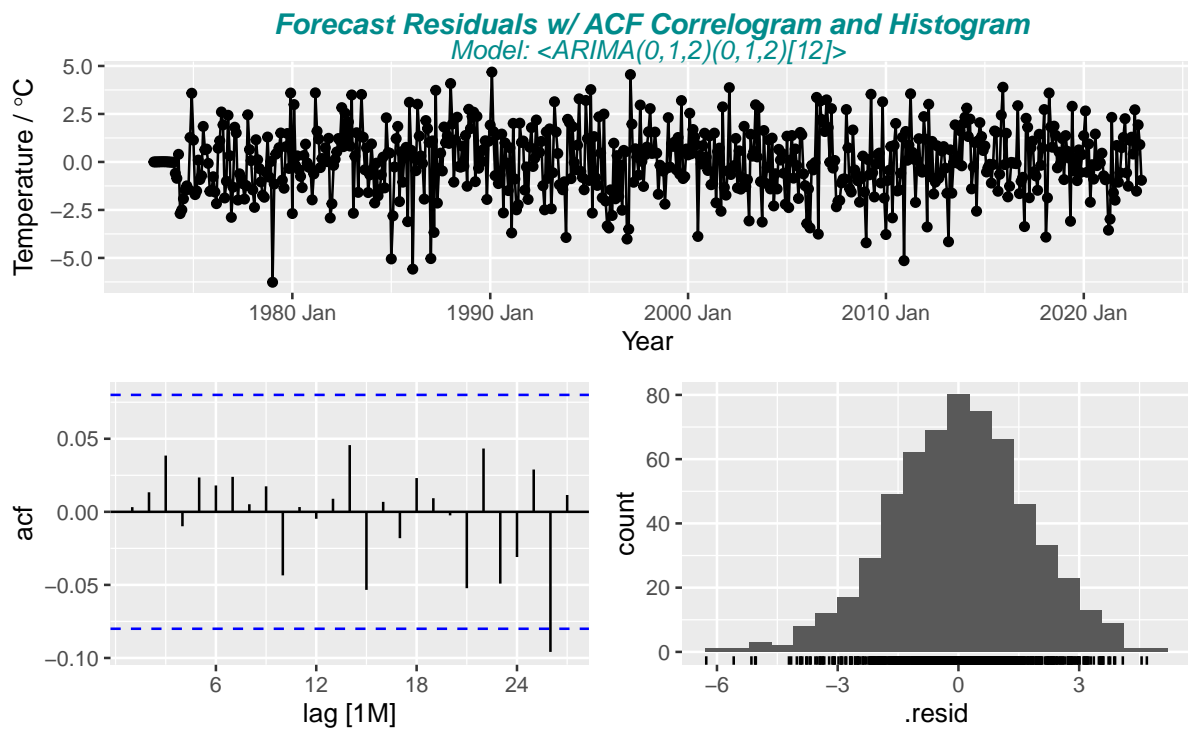 Forecast Residuals w/ ACF Correlogram and Histogram
Model: <ARIMA(0,1,2)(0,1,2)[12]>
5.0
2.5
0.0
−2.5
−5.0
Temperature / °C
1980 Jan 1990 Jan 2000 Jan 2010 Jan 2020 Jan
Year
0.05
0.00
−0.05
−0.10
acf
6 12 18 24
lag [1M]
80
60
40
20
0
count
−6 −3 0 3
.resid